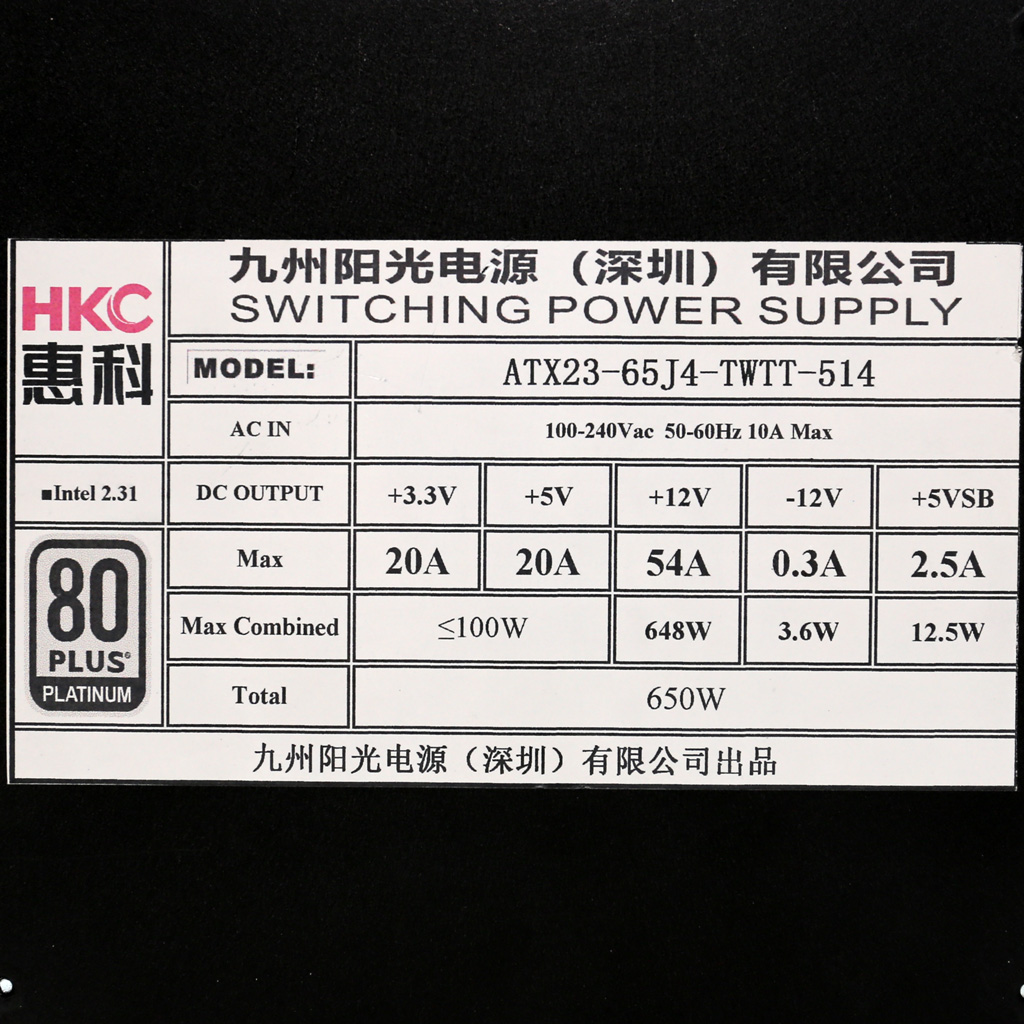 HKC
惠科
九州阳光电源（深圳）有限公司
SWITCHING POWER SUPPLY
MODEL: ATX23-65J4-TWTT-514
AC IN 100-240Vac 50-60Hz 10A Max
■Intel 2.31 DC OUTPUT +3.3V +5V +12V -12V +5VSB
Max 20A 20A 54A 0.3A 2.5A
Max Combined ≤100W 648W 3.6W 12.5W
Total 650W
80
PLUS®
PLATINUM
九州阳光电源（深圳）有限公司出品